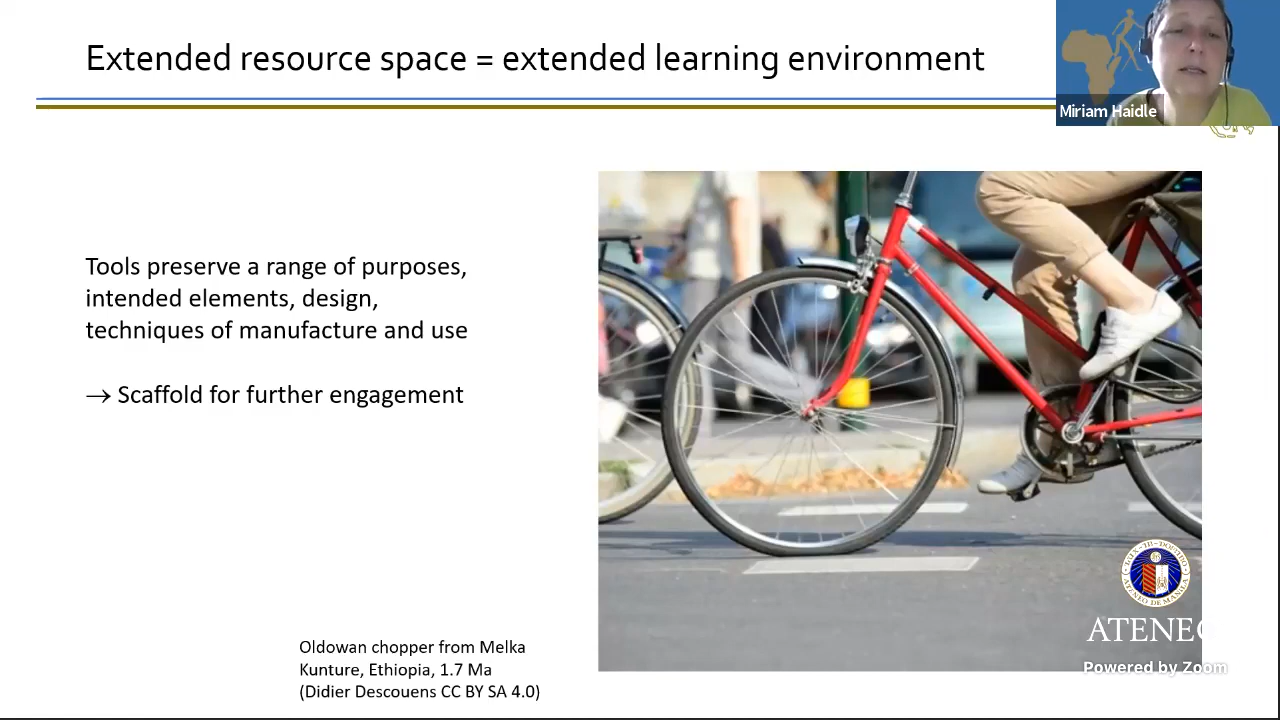 Extended resource space = extended learning environment
Miriam Haidle
Tools preserve a range of purposes,
intended elements, design,
techniques of manufacture and use
→ Scaffold for further engagement
Oldowan chopper from Melka
Kunture, Ethiopia, 1.7 Ma
(Didier Descouens CC BY SA 4.0)
ATENEO
Powered by Zoom